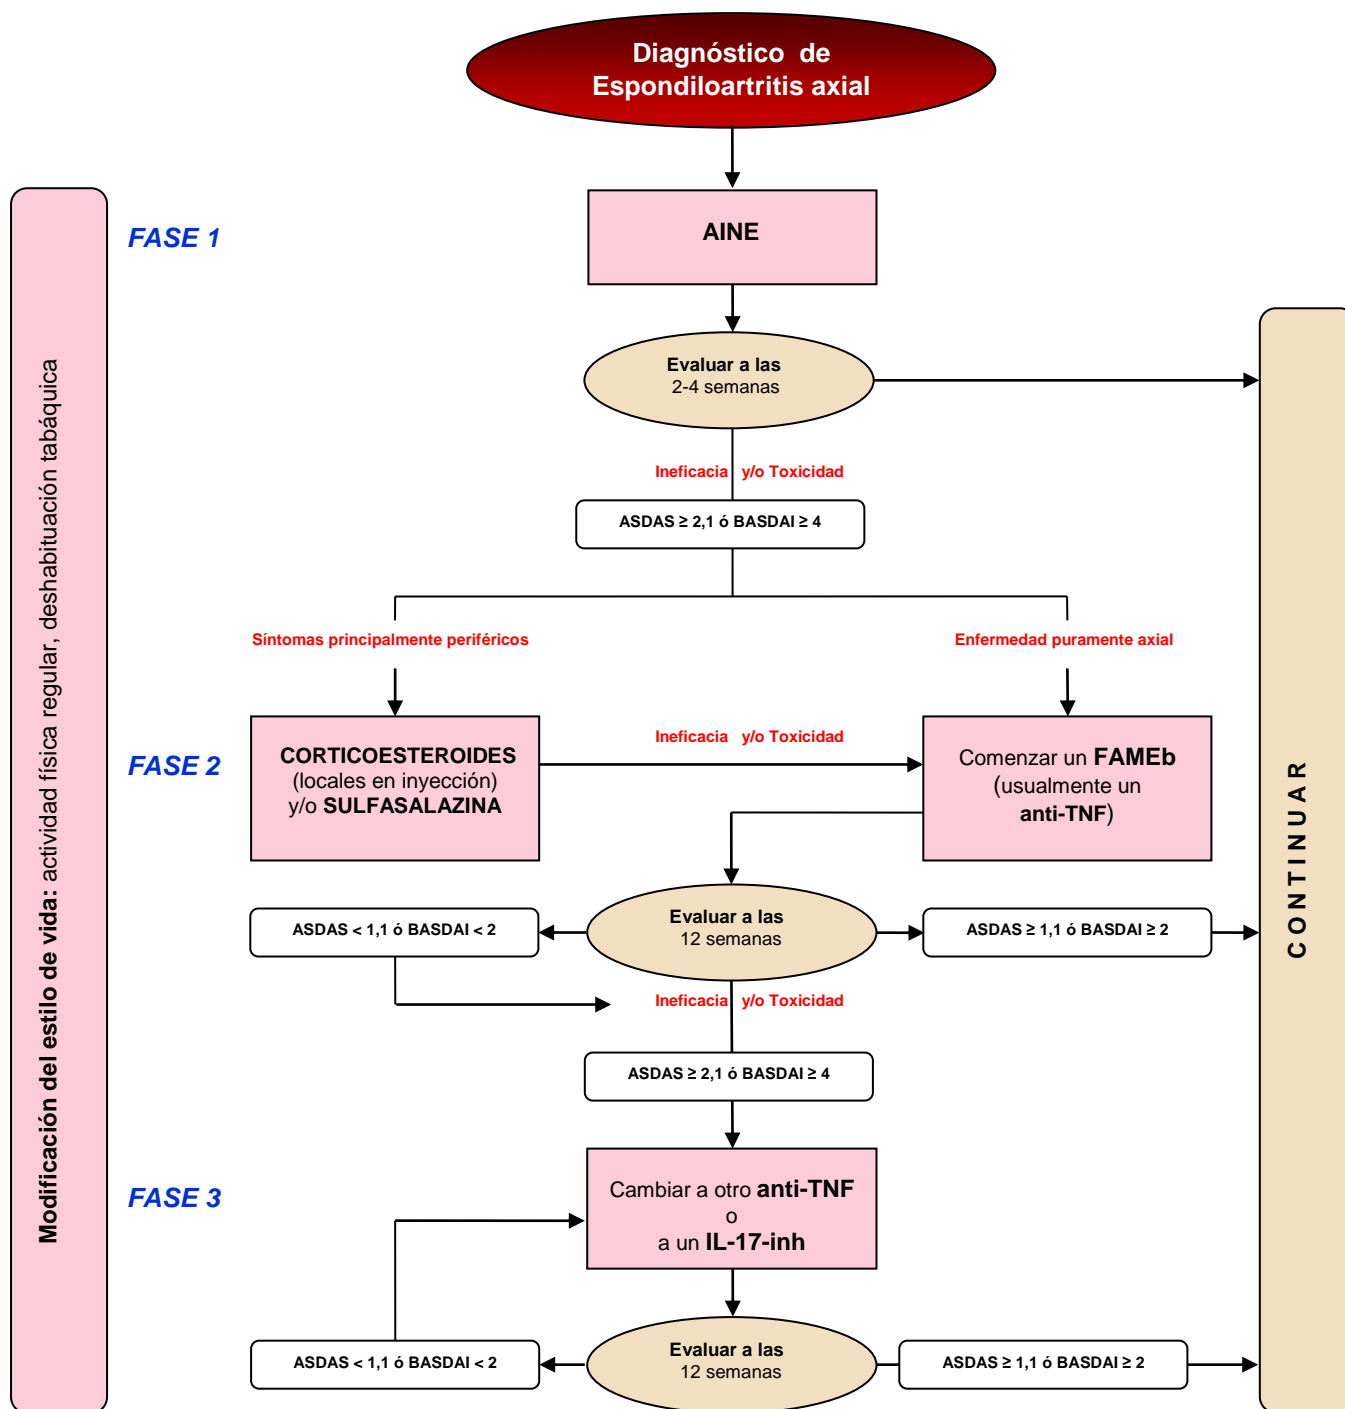 Diagnóstico de
Espondiloartritis axial
Modificación del estilo de vida: actividad física regular, deshabituación tabáquica
FASE 1
AINE
Evaluar a las
2-4 semanas
Ineficacia y/o Toxicidad
ASDAS ≥ 2,1 ó BASDAI ≥ 4
Síntomas principalmente periféricos
Enfermedad puramente axial
FASE 2
CORTICOESTEROIDES
(locales en inyección)
y/o SULFASALAZINA
Ineficacia y/o Toxicidad
Comenzar un FAMEb
(usualmente un
anti-TNF)
CONTINUAR
ASDAS < 1,1 ó BASDAI < 2
Evaluar a las
12 semanas
ASDAS ≥ 1,1 ó BASDAI ≥ 2
Ineficacia y/o Toxicidad
ASDAS ≥ 2,1 ó BASDAI ≥ 4
FASE 3
Cambiar a otro anti-TNF
o
a un IL-17-inh
ASDAS < 1,1 ó BASDAI < 2
Evaluar a las
12 semanas
ASDAS ≥ 1,1 ó BASDAI ≥ 2